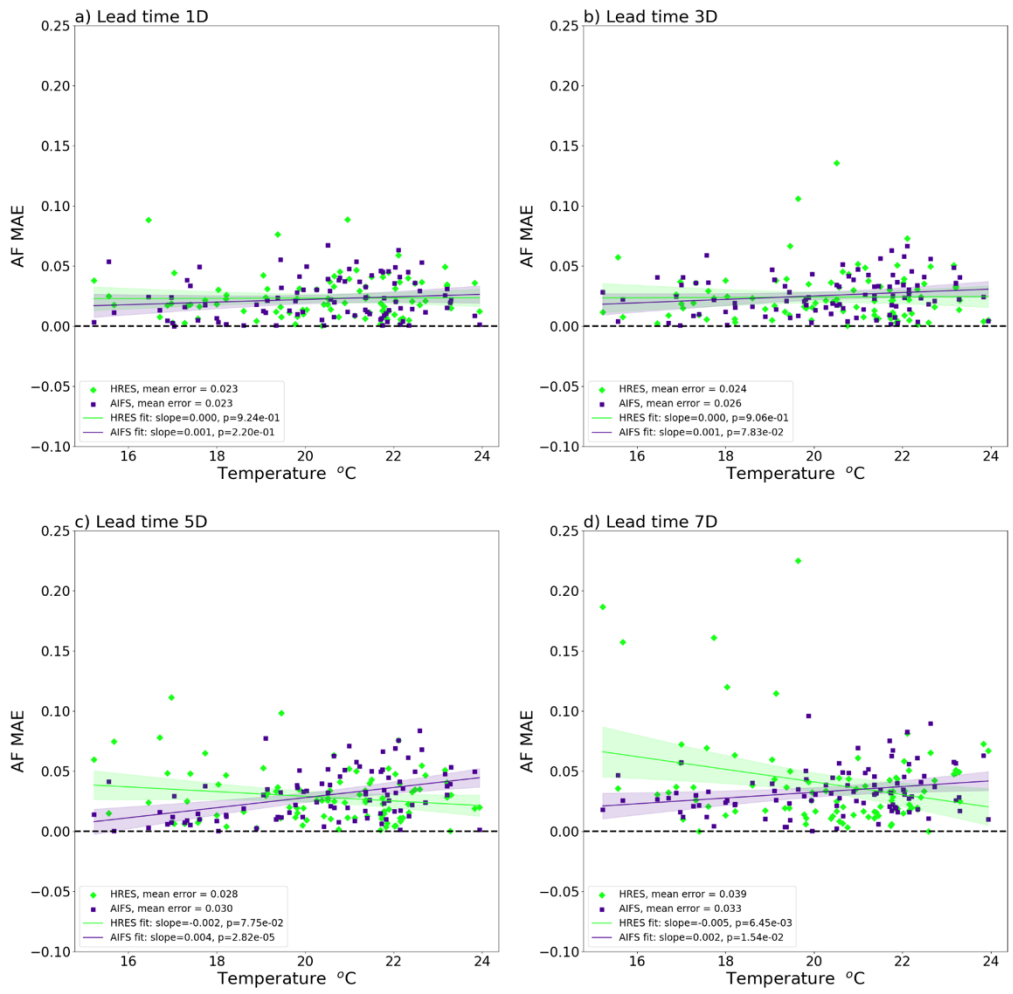 a) Lead time 1D
0.25
0.20
0.15
0.10
0.05
0.00
−0.05
−0.10
AF MAE
HRES, mean error = 0.023
AIFS, mean error = 0.023
HRES fit: slope=0.000, p=9.24e-01
AIFS fit: slope=0.001, p=2.20e-01
16 18 20 22 24
Temperature °C
b) Lead time 3D
0.25
0.20
0.15
0.10
0.05
0.00
−0.05
−0.10
AF MAE
HRES, mean error = 0.024
AIFS, mean error = 0.026
HRES fit: slope=0.000, p=9.06e-01
AIFS fit: slope=0.001, p=7.83e-02
16 18 20 22 24
Temperature °C
c) Lead time 5D
0.25
0.20
0.15
0.10
0.05
0.00
−0.05
−0.10
AF MAE
HRES, mean error = 0.028
AIFS, mean error = 0.030
HRES fit: slope=-0.002, p=7.75e-02
AIFS fit: slope=0.004, p=2.82e-05
16 18 20 22 24
Temperature °C
d) Lead time 7D
0.25
0.20
0.15
0.10
0.05
0.00
−0.05
−0.10
AF MAE
HRES, mean error = 0.039
AIFS, mean error = 0.033
HRES fit: slope=-0.005, p=6.45e-03
AIFS fit: slope=0.002, p=1.54e-02
16 18 20 22 24
Temperature °C